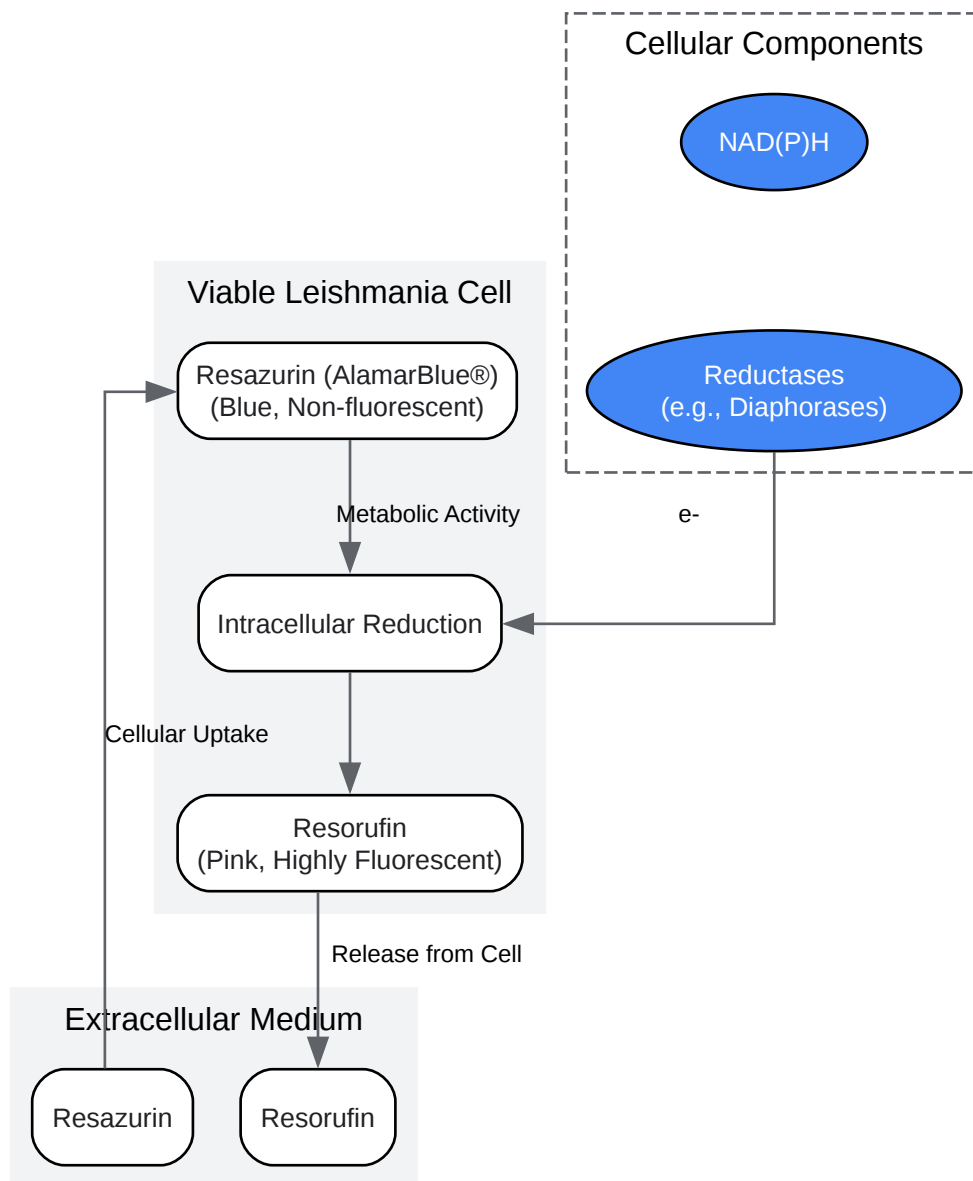 Cellular Components
NAD(P)H
Viable Leishmania Cell
Resazurin (AlamarBlue®)
(Blue, Non-fluorescent)
Reductases
(e.g., Diaphorases)
Metabolic Activity
e-
Intracellular Reduction
Cellular Uptake
Resorufin
(Pink, Highly Fluorescent)
Release from Cell
Extracellular Medium
Resazurin
Resorufin